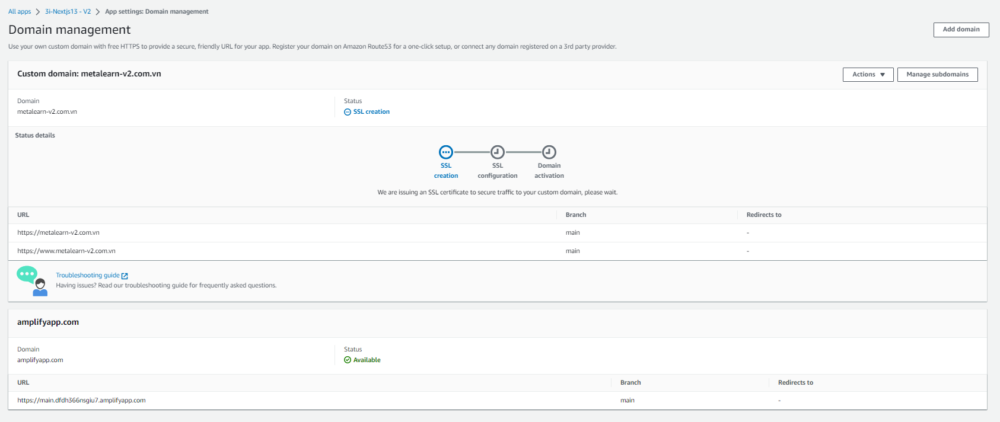 All apps > 3i-Nextjs13 - V2 > App settings: Domain management
Domain management
Add domain
Use your own custom domain with free HTTPS to provide a secure, friendly URL for your app. Register your domain on Amazon Route53 for a one-click setup, or connect any domain registered on a 3rd party provider.
Custom domain: metalearn-v2.com.vn
Actions ▼ Manage subdomains
Domain Status
metalearn-v2.com.vn SSL creation
Status details
SSL SSL Domain
creation configuration activation
We are issuing an SSL certificate to secure traffic to your custom domain, please wait.
URL Branch Redirects to
https://metalearn-v2.com.vn main -
https://www.metalearn-v2.com.vn main -
Troubleshooting guide
Having issues? Read our troubleshooting guide for frequently asked questions.
amplifyapp.com
Domain Status
amplifyapp.com Available
URL Branch Redirects to
https://main.dfdh366nsgiu7.amplifyapp.com main -